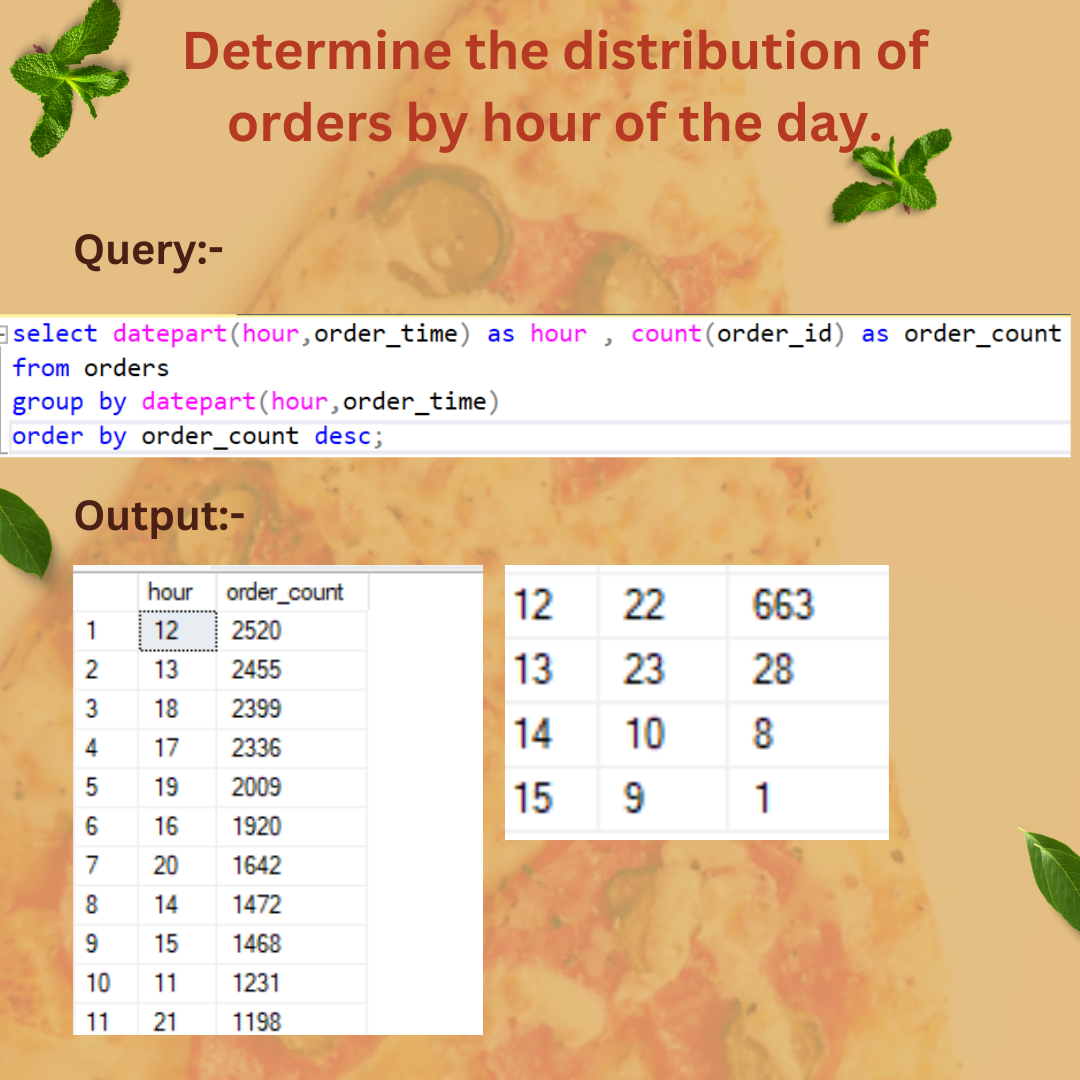 Determine the distribution of
orders by hour of the day.
Query:-
select datepart(hour,order_time) as hour , count(order_id) as order_count
from orders
group by datepart(hour,order_time)
order by order_count desc;
Output:-
hour order_count
1 12 2520
2 13 2455
3 18 2399
4 17 2336
5 19 2009
6 16 1920
7 20 1642
8 14 1472
9 15 1468
10 11 1231
11 21 1198
12 22 663
13 23 28
14 10 8
15 9 1